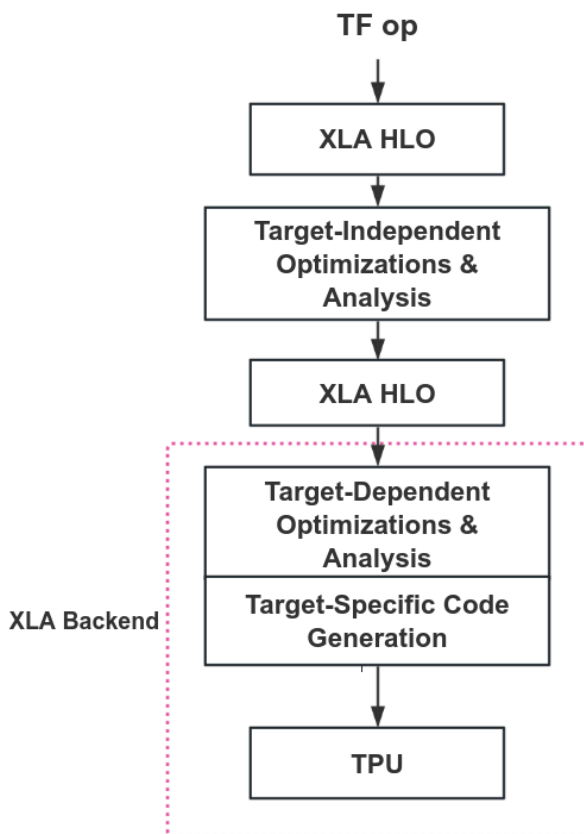 TF op
XLA HLO
Target-Independent
Optimizations &
Analysis
XLA HLO
Target-Dependent
Optimizations &
Analysis
XLA Backend
Target-Specific Code
Generation
TPU